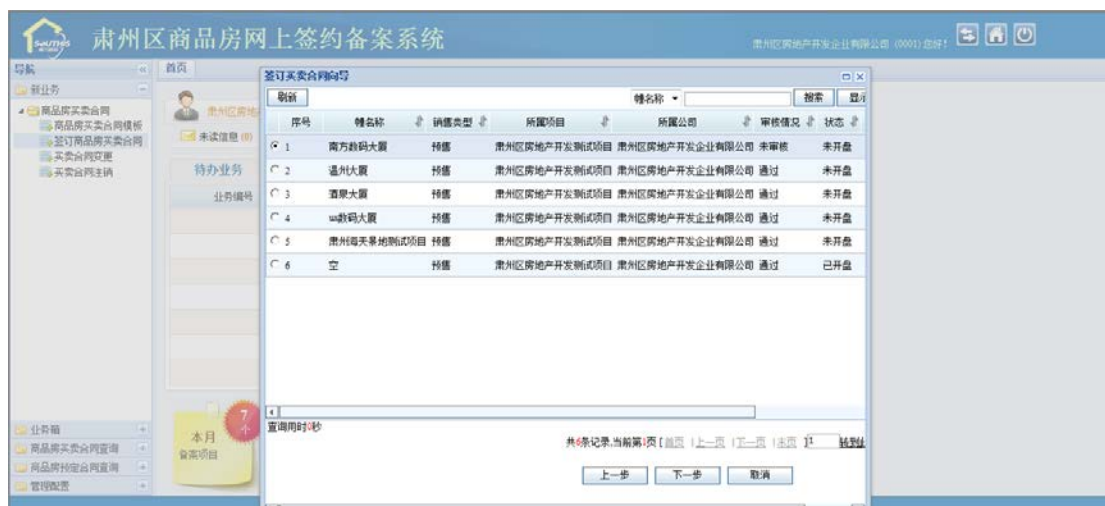 SOUTHIS
肃州区商品房网上签约备案系统
肃州区房地产开发企业有限公司 (0001) 您好!
导航
新业务
商品房买卖合同
商品房买卖合同模板
签订商品房买卖合同
买卖合同变更
买卖合同注销
业务箱
商品房买卖合同查询
商品房预定合同查询
管理配置
首页
肃州区房地
未读信息 (0)
待办业务
业务编号
本月
备案项目
7
个
签订买卖合同向导
刷新
幢名称
搜索
显示
序号 幢名称 销售类型 所属项目 所属公司 审核情况 状态
1 南方数码大厦 预售 肃州区房地产开发测试项目 肃州区房地产开发企业有限公司 未审核 未开盘
2 温州大厦 预售 肃州区房地产开发测试项目 肃州区房地产开发企业有限公司 通过 未开盘
3 酒泉大厦 预售 肃州区房地产开发测试项目 肃州区房地产开发企业有限公司 通过 未开盘
4 数码大厦 预售 肃州区房地产开发测试项目 肃州区房地产开发企业有限公司 通过 未开盘
5 肃州海天景地测试项目 预售 肃州区房地产开发测试项目 肃州区房地产开发企业有限公司 通过 未开盘
6 空 预售 肃州区房地产开发测试项目 肃州区房地产开发企业有限公司 通过 已开盘
查询用时0秒
共6条记录,当前第1页 [ 首页 | 上一页 | 下一页 | 末页 ] 1 转到
上一步 下一步 取消